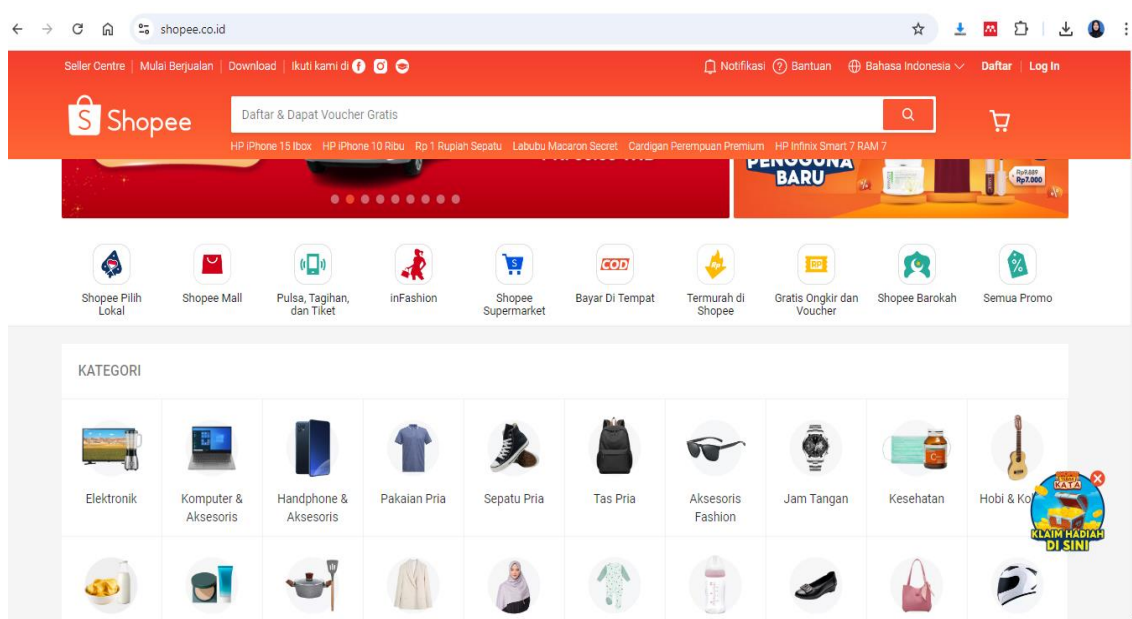 shopee.co.id
Seller Centre | Mulai Berjualan | Download | Ikuti kami di
Notifikasi Bantuan Bahasa Indonesia Daftar | Log In
Shopee
Daftar & Dapat Voucher Gratis
HP iPhone 15 Ibox HP iPhone 10 Ribu Rp 1 Rupiah Sepatu Labubu Macaron Secret Cardigan Perempuan Premium HP Infinix Smart 7 RAM 7
PENGGUNA
BARU
Rp7.000
COD
RP
Shopee Pilih
Lokal
Shopee Mall
Pulsa, Tagihan,
dan Tiket
inFashion
Shopee
Supermarket
Bayar Di Tempat
Termurah di
Shopee
Gratis Ongkir dan
Voucher
Shopee Barokah
Semua Promo
KATEGORI
Elektronik
Komputer &
Aksesoris
Handphone &
Aksesoris
Pakaian Pria
Sepatu Pria
Tas Pria
Aksesoris
Fashion
Jam Tangan
Kesehatan
Hobi &
KATA
KLAIM HADIAH
DI SINI